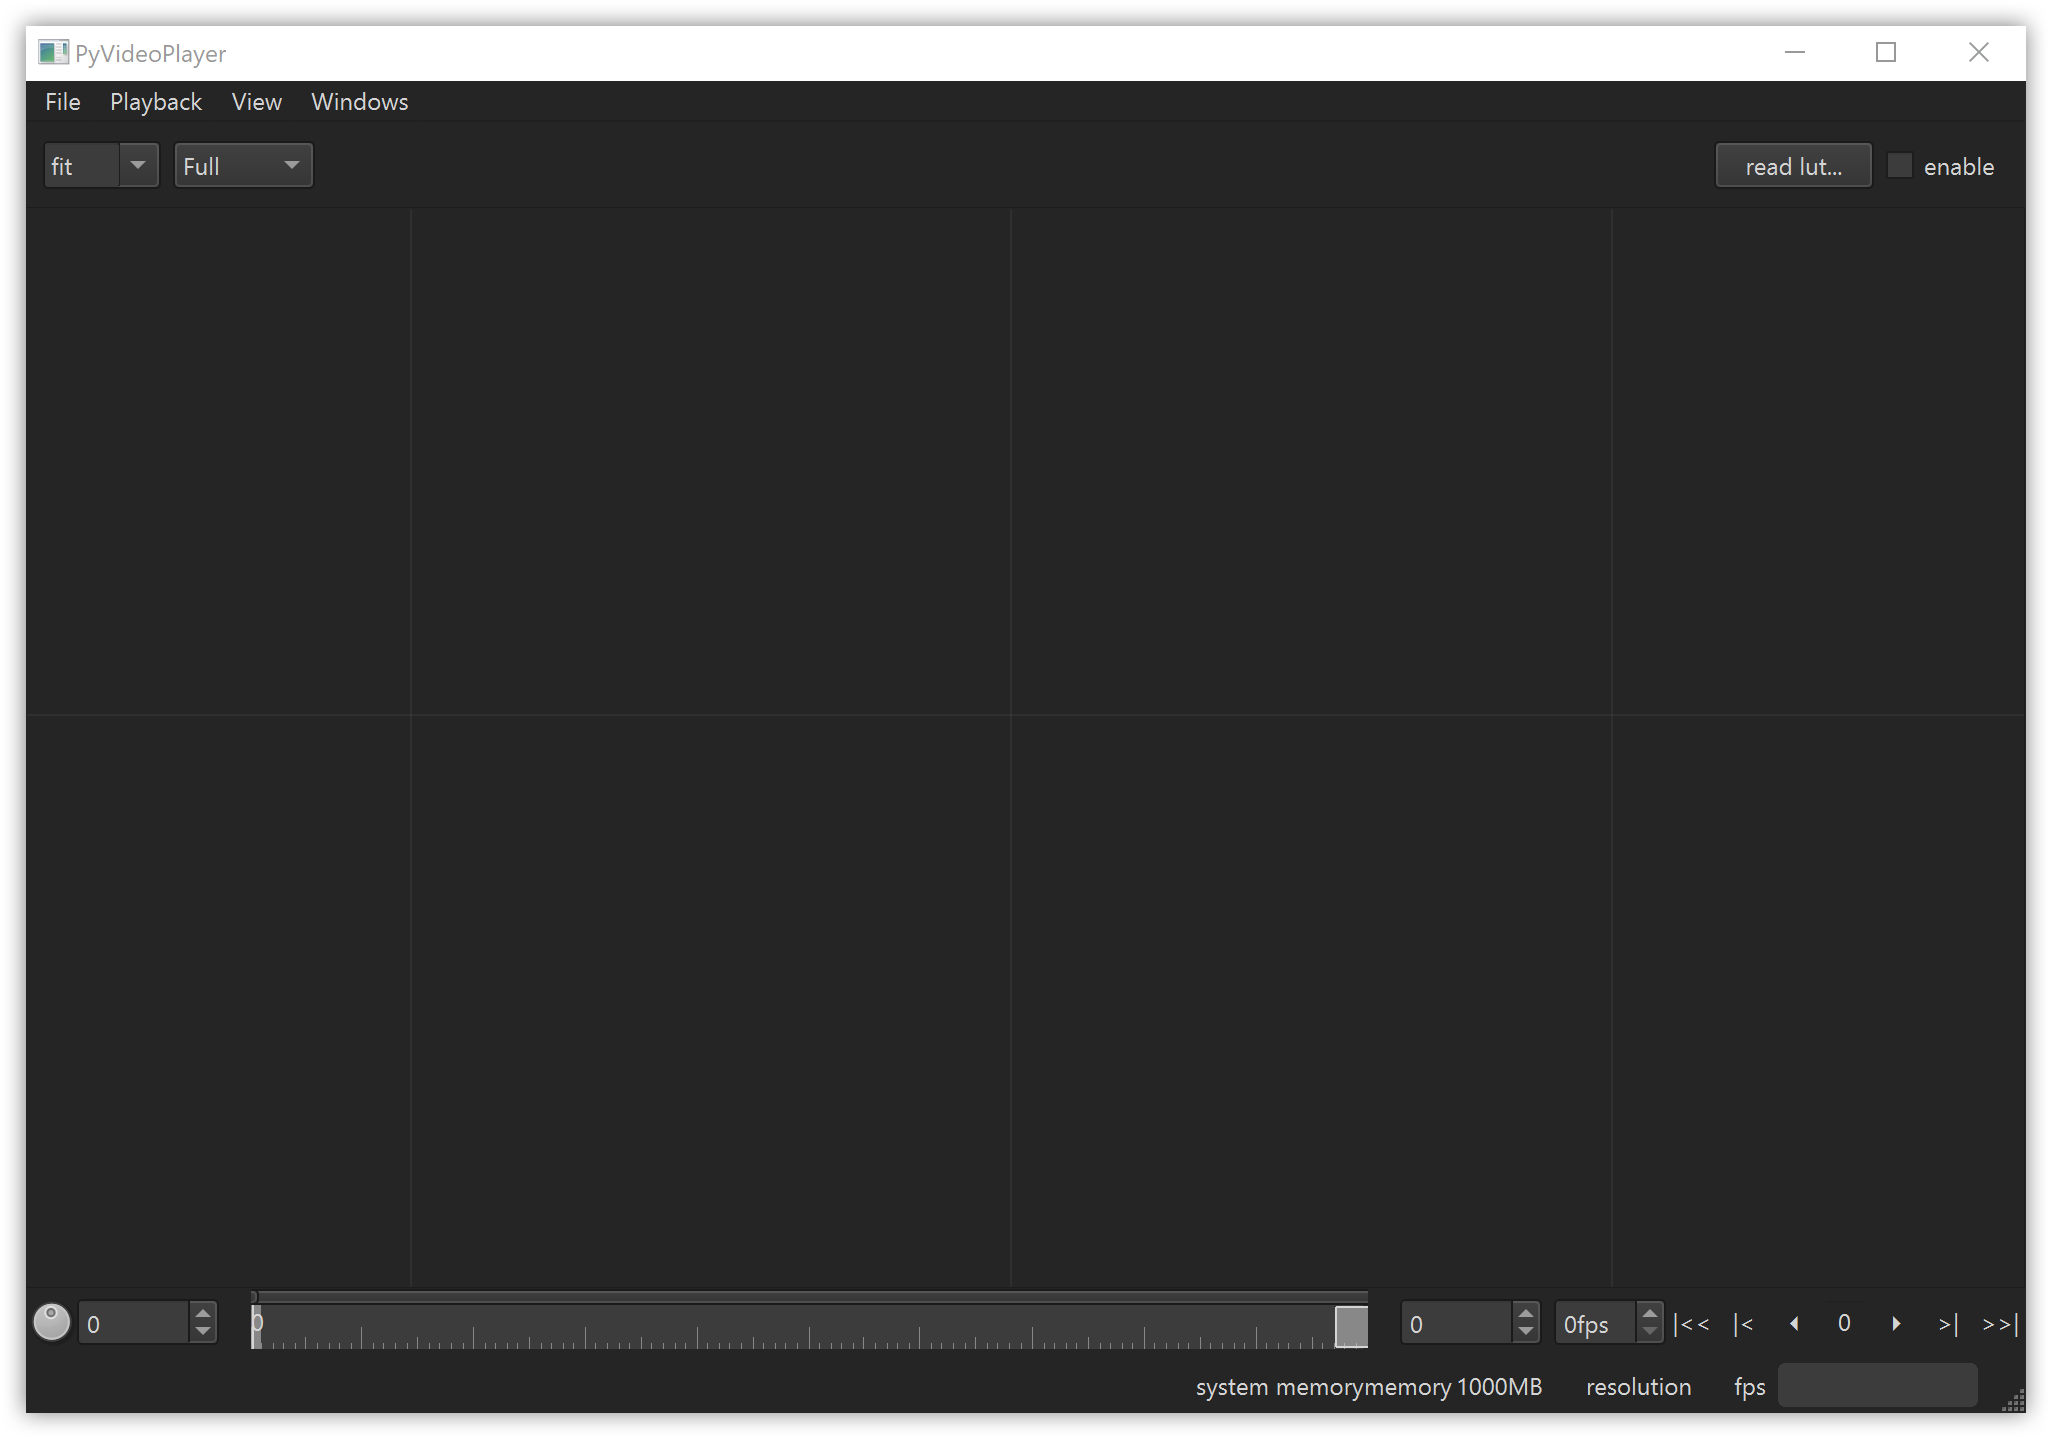 PyVideoPlayer
File Playback View Windows
fit Full read lut... enable
0 0 0 0fps |<< |< 0 >| >>|
system memorymemory 1000MB resolution fps